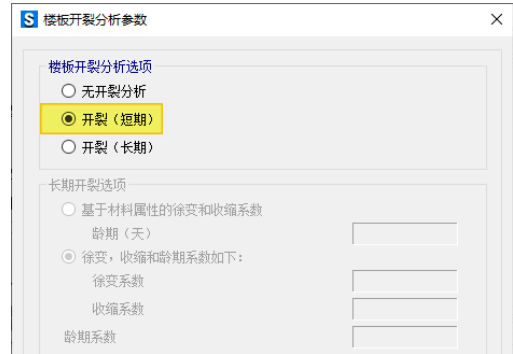 S 楼板开裂分析参数
楼板开裂分析选项
无开裂分析
开裂（短期）
开裂（长期）
长期开裂选项
基于材料属性的徐变和收缩系数
龄期（天）
徐变，收缩和龄期系数如下：
徐变系数
收缩系数
龄期系数